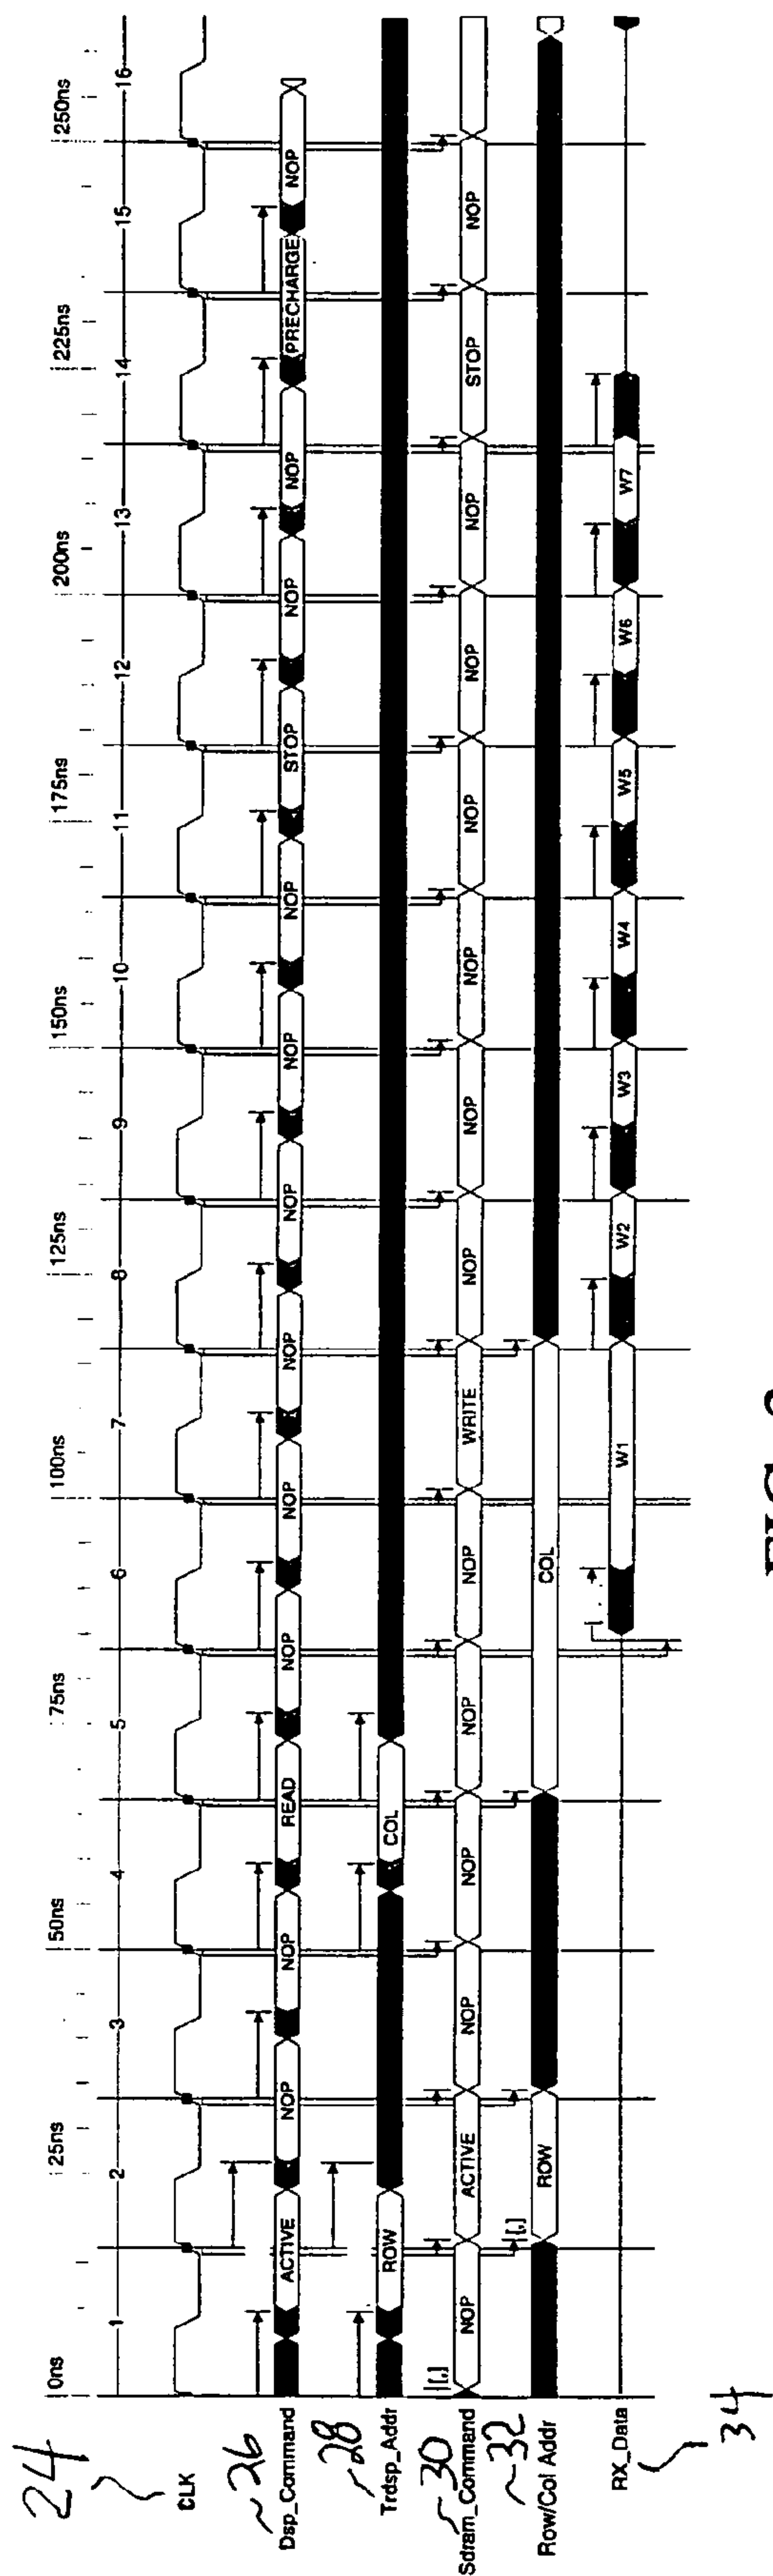 24
0ns 25ns 50ns 75ns 100ns 125ns 150ns 175ns 200ns 225ns 250ns
1 2 3 4 5 6 7 8 9 10 11 12 13 14 15 16
CLK
~26
Dsp_Command ACTIVE NOP NOP READ NOP NOP NOP NOP NOP NOP STOP NOP NOP PRECHARGE NOP
~28
Trdsp_Addr ROW COL
~30
Sdram_Command NOP ACTIVE NOP NOP NOP NOP WRITE NOP NOP NOP NOP NOP NOP STOP NOP
~32
Row/Col Addr ROW COL
RX_Data W1 W2 W3 W4 W5 W6 W7
34
FIG.